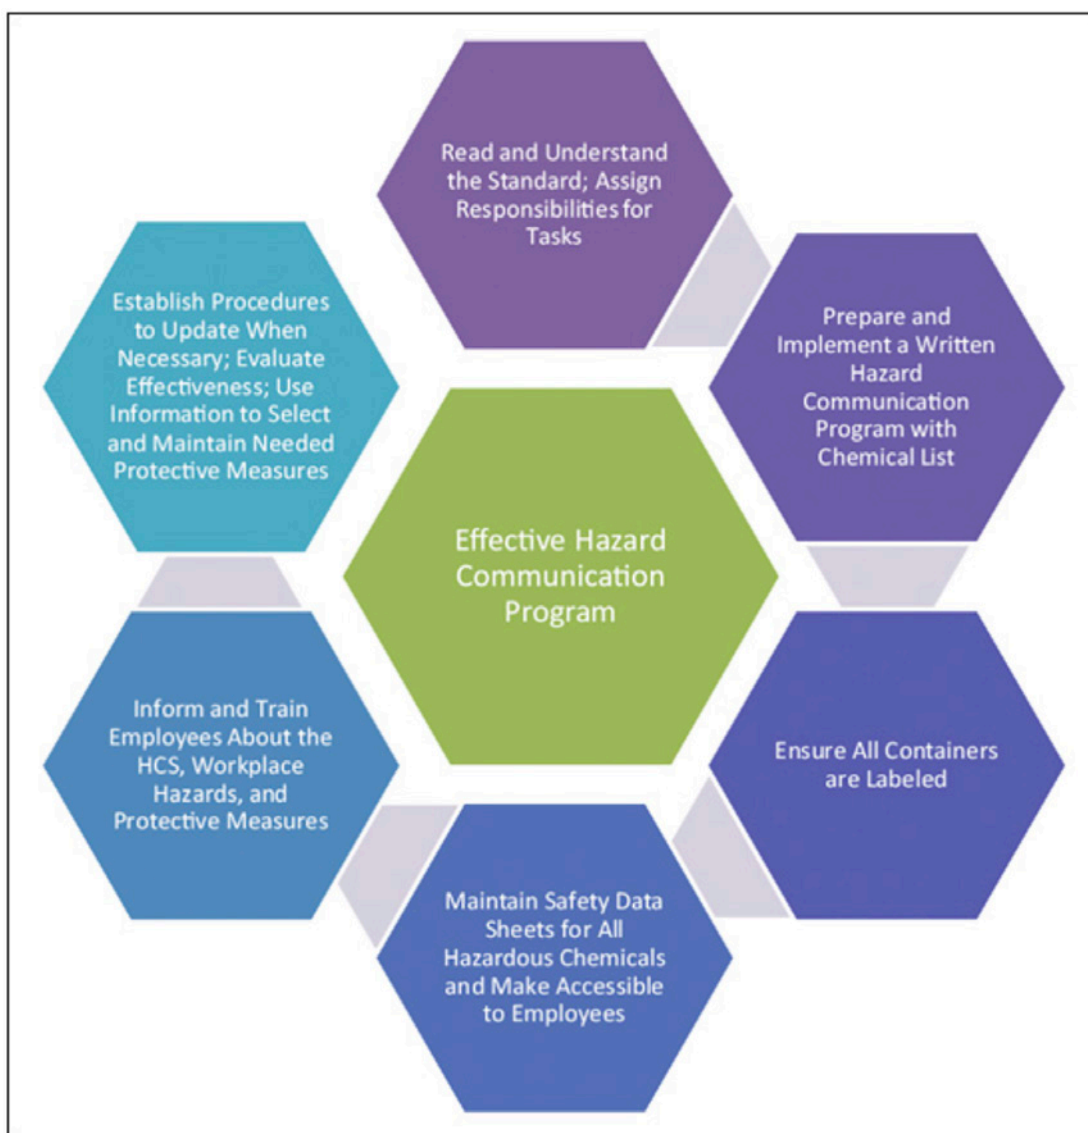 Read and Understand
the Standard; Assign
Responsibilities for
Tasks
Prepare and
Implement a Written
Hazard
Communication
Program with
Chemical List
Ensure All Containers
are Labeled
Maintain Safety Data
Sheets for All
Hazardous Chemicals
and Make Accessible
to Employees
Inform and Train
Employees About the
HCS, Workplace
Hazards, and
Protective Measures
Establish Procedures
to Update When
Necessary; Evaluate
Effectiveness; Use
Information to Select
and Maintain Needed
Protective Measures
Effective Hazard
Communication
Program